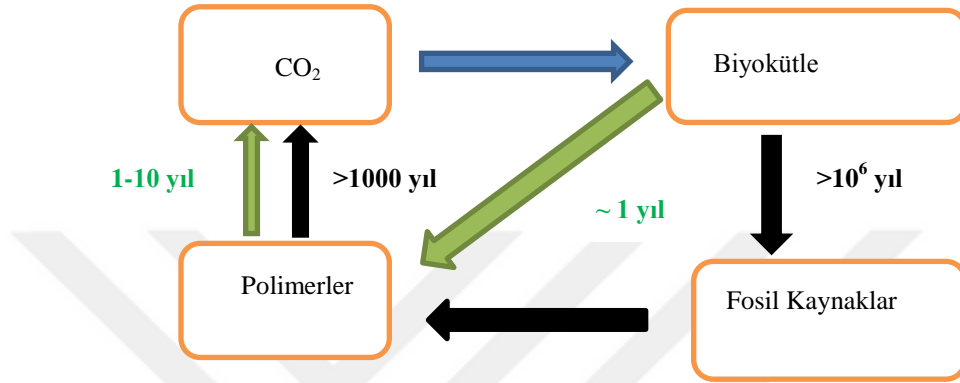 CO₂
Biyokütle
1-10 yıl
>1000 yıl
~ 1 yıl
>10⁶ yıl
Polimerler
Fosil Kaynaklar